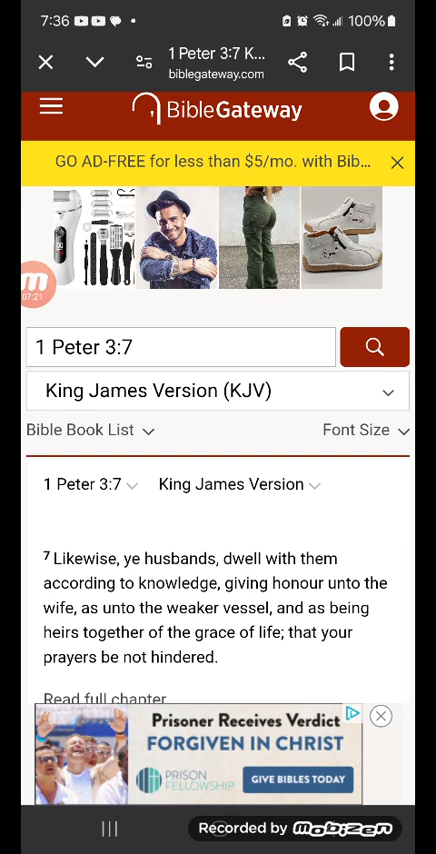 7:36 100%
1 Peter 3:7 K...
biblegateway.com
BibleGateway
GO AD-FREE for less than $5/mo. with Bib...
m
07:21
1 Peter 3:7
King James Version (KJV)
Bible Book List Font Size
1 Peter 3:7 King James Version
7 Likewise, ye husbands, dwell with them
according to knowledge, giving honour unto the
wife, as unto the weaker vessel, and as being
heirs together of the grace of life; that your
prayers be not hindered.
Read full chapter
Prisoner Receives Verdict
FORGIVEN IN CHRIST
PRISON
FELLOWSHIP
GIVE BIBLES TODAY
Recorded by mobizen